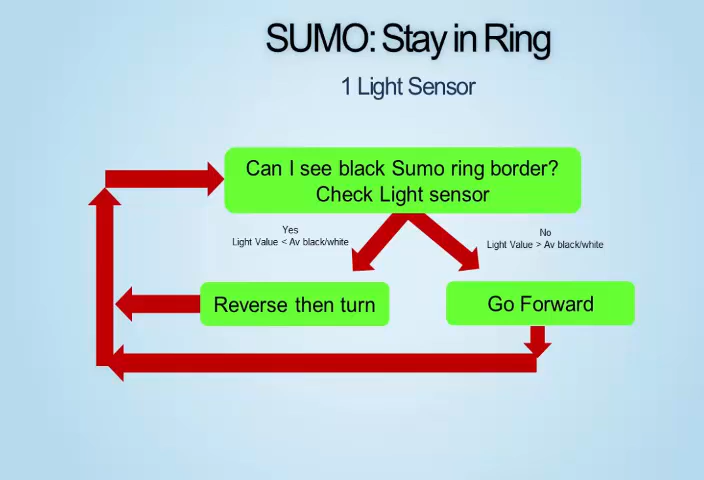 SUMO: Stay in Ring
1 Light Sensor
Can I see black Sumo ring border?
Check Light sensor
Yes
Light Value < Av black/white
No
Light Value > Av black/white
Reverse then turn
Go Forward